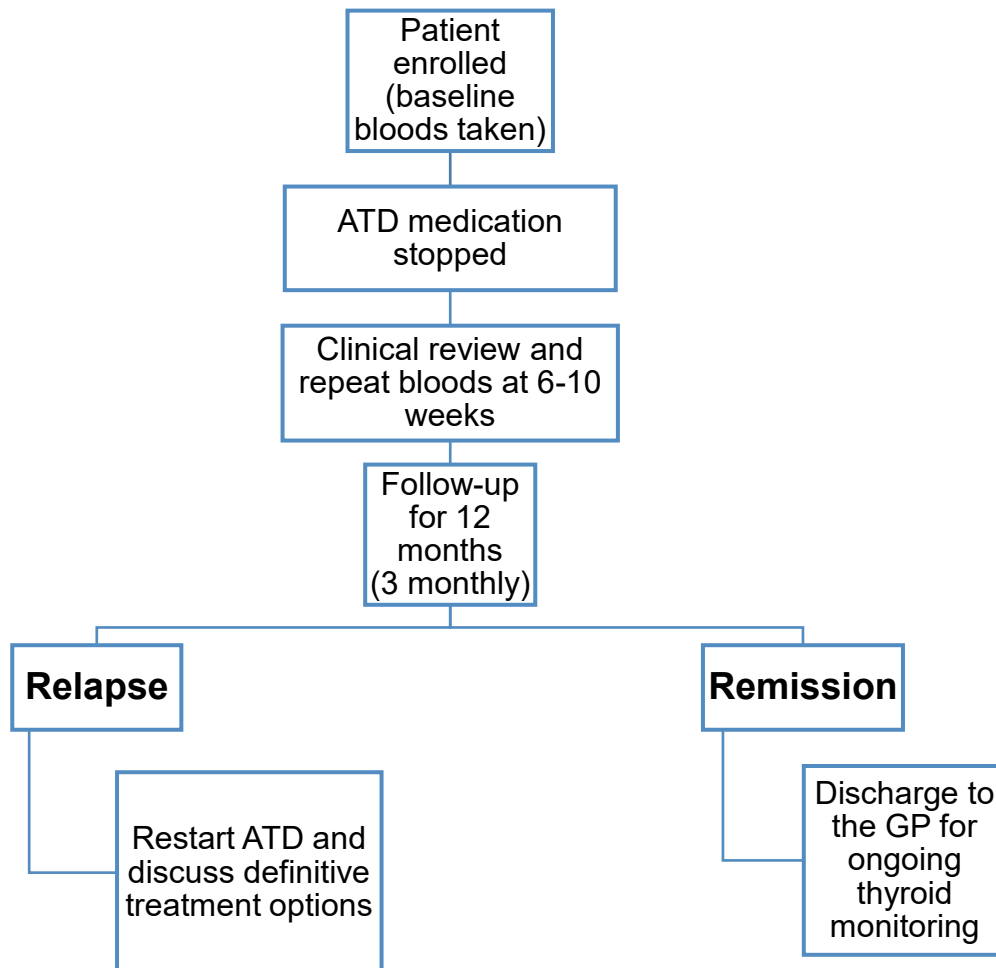 Patient
enrolled
(baseline
bloods taken)
ATD medication
stopped
Clinical review and
repeat bloods at 6-10
weeks
Follow-up
for 12
months
(3 monthly)
Relapse
Remission
Restart ATD and
discuss definitive
treatment options
Discharge to
the GP for
ongoing
thyroid
monitoring